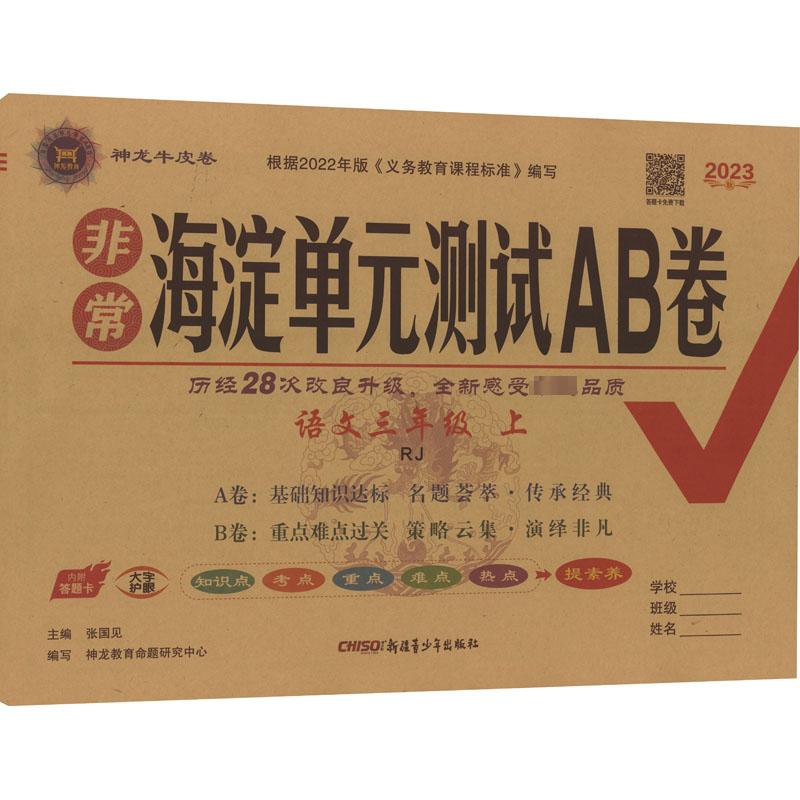 神龙教育
神龙牛皮卷
根据2022年版《义务教育课程标准》编写
答题卡免费下载
2023
秋
非常
海淀单元测试AB卷
历经28次改良升级,全新感受品质
语文三年级 上
RJ
A卷:基础知识达标 名题荟萃·传承经典
B卷:重点难点过关 策略云集·演绎非凡
内附
答题卡
大字
护眼
知识点 考点 重点 难点 热点 提素养
学校
班级
姓名
主编 张国见
编写 神龙教育命题研究中心
CHISO 新疆青少年出版社